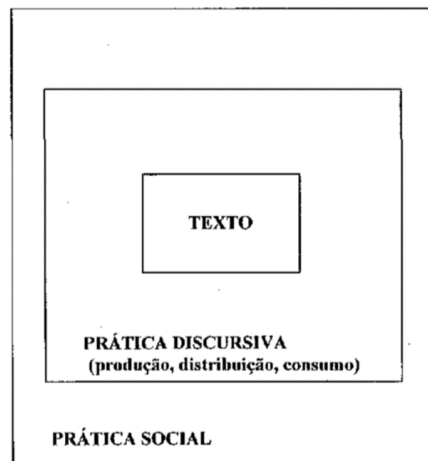 TEXTO
PRÁTICA DISCURSIVA
(produção, distribuição, consumo)
PRÁTICA SOCIAL